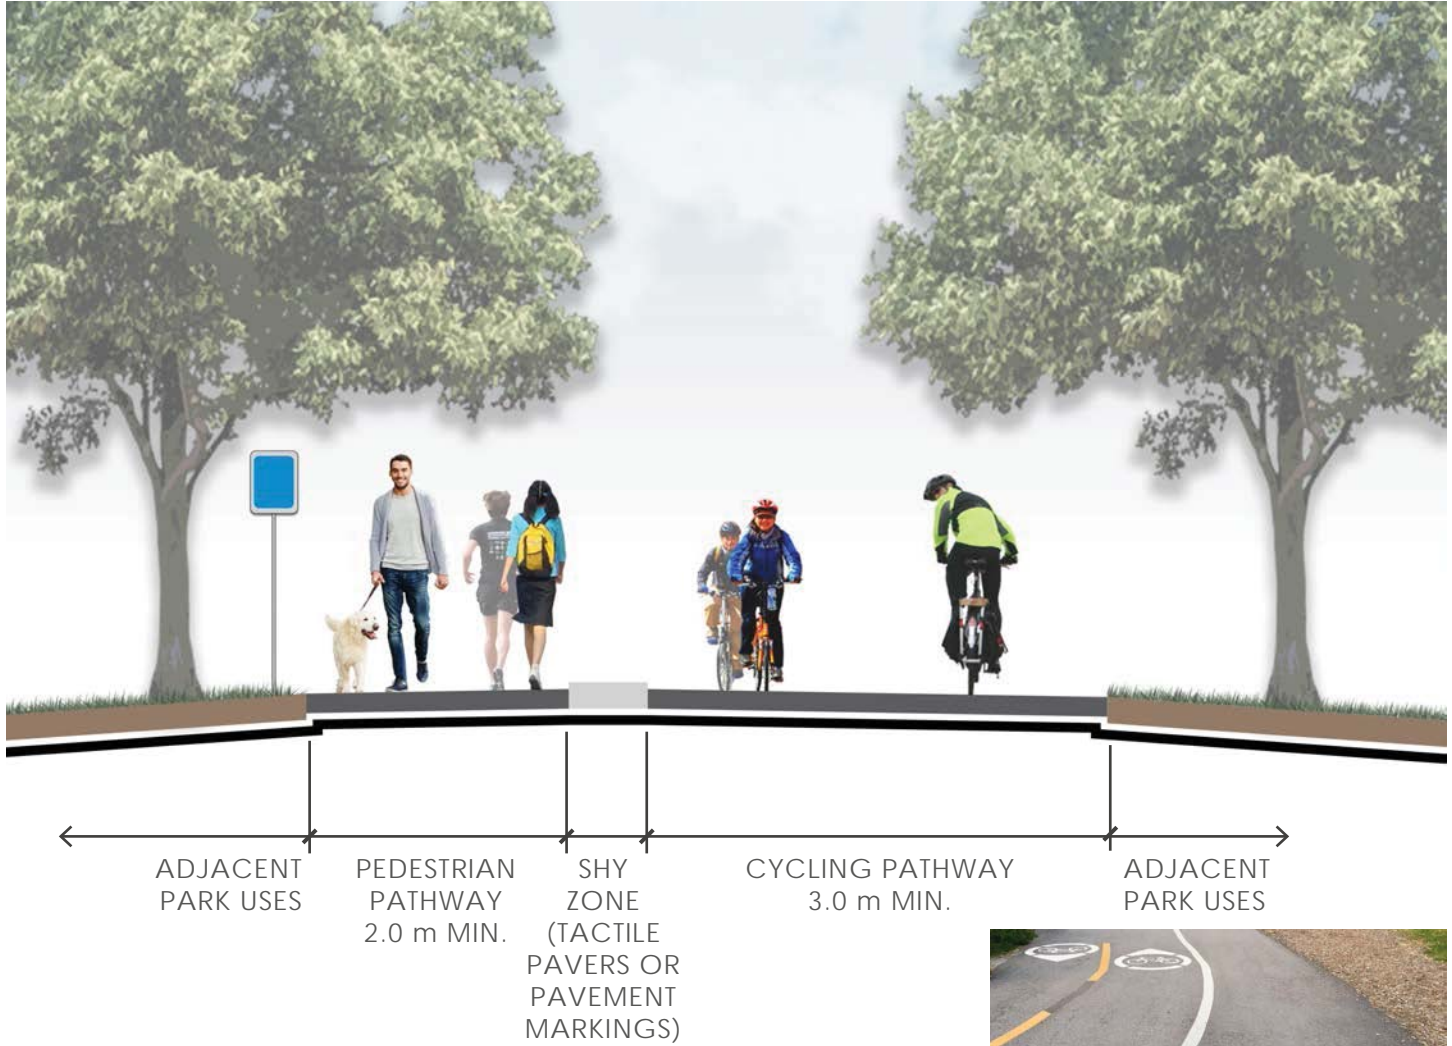 ADJACENT
PARK USES
PEDESTRIAN
PATHWAY
2.0 m MIN.
SHY
ZONE
(TACTILE
PAVERS OR
PAVEMENT
MARKINGS)
CYCLING PATHWAY
3.0 m MIN.
ADJACENT
PARK USES